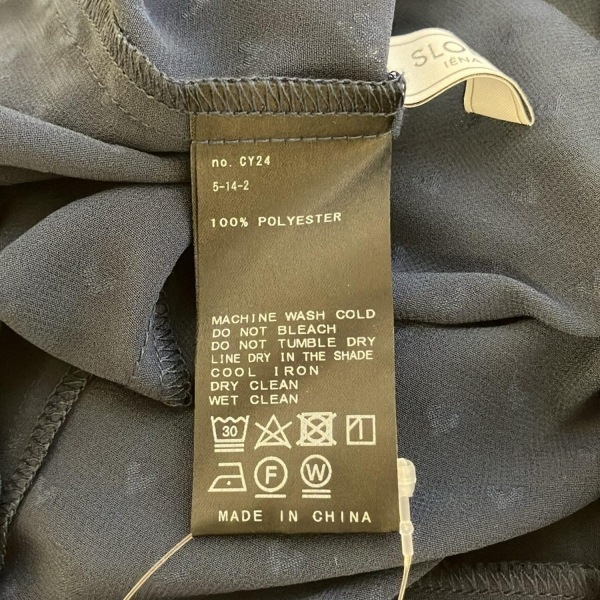 SLO
IÉNA
no. CY24
5-14-2
100% POLYESTER
MACHINE WASH COLD
DO NOT BLEACH
DO NOT TUMBLE DRY
LINE DRY IN THE SHADE
COOL IRON
DRY CLEAN
WET CLEAN
30
F W
MADE IN CHINA